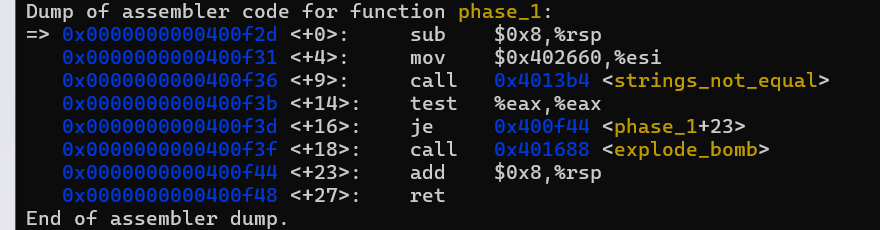 Dump of assembler code for function phase_1:
=> 0x0000000000400f2d <+0>: sub $0x8,%rsp
0x0000000000400f31 <+4>: mov $0x402660,%esi
0x0000000000400f36 <+9>: call 0x4013b4 <strings_not_equal>
0x0000000000400f3b <+14>: test %eax,%eax
0x0000000000400f3d <+16>: je 0x400f44 <phase_1+23>
0x0000000000400f3f <+18>: call 0x401688 <explode_bomb>
0x0000000000400f44 <+23>: add $0x8,%rsp
0x0000000000400f48 <+27>: ret
End of assembler dump.